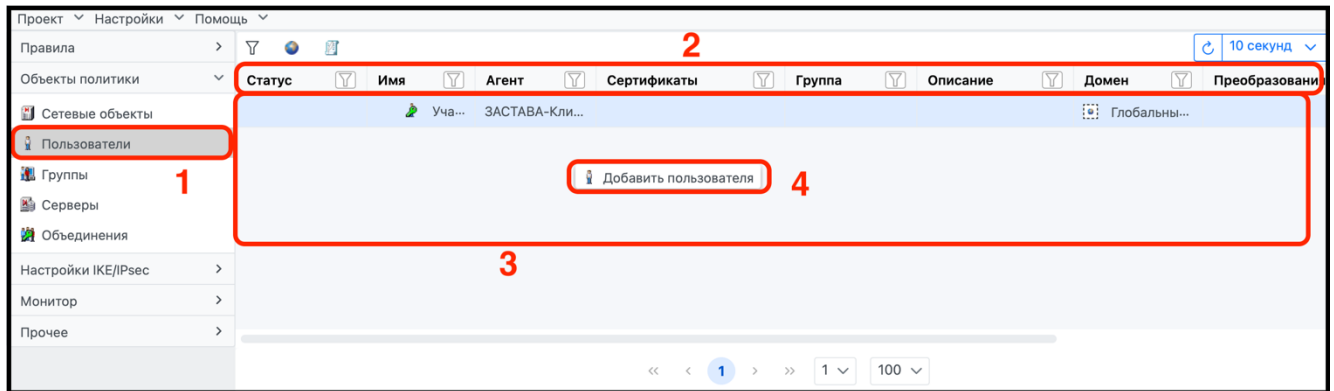 Проект Настройки Помощь
Правила
2
10 секунд
Объекты политики
Статус Имя Агент Сертификаты Группа Описание Домен Преобразовани
Сетевые объекты
Уча... ЗАСТАВА-Кли... Глобальны...
Пользователи
1
Группы
Добавить пользователя
4
Серверы
Объединения
3
Настройки IKE/IPsec
Монитор
Прочее
<< < 1 > >> 1 100